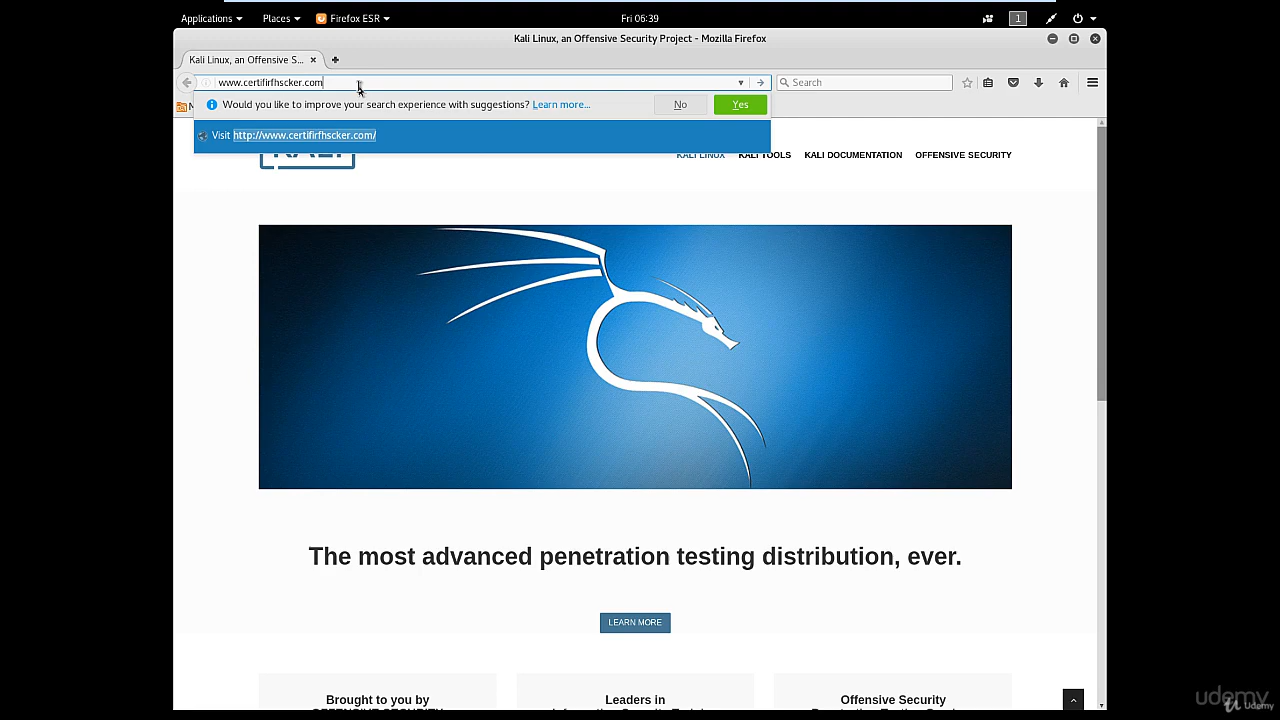 Applications Places Firefox ESR Fri 06:39 1
Kali Linux, an Offensive Security Project - Mozilla Firefox
Kali Linux, an Offensive S...
www.certifirfhscker.com Search
Would you like to improve your search experience with suggestions? Learn more... No Yes
Visit http://www.certifirfhscker.com/
KALI LINUX KALI TOOLS KALI DOCUMENTATION OFFENSIVE SECURITY
The most advanced penetration testing distribution, ever.
LEARN MORE
Brought to you by Leaders in Offensive Security
udemy
Udemy